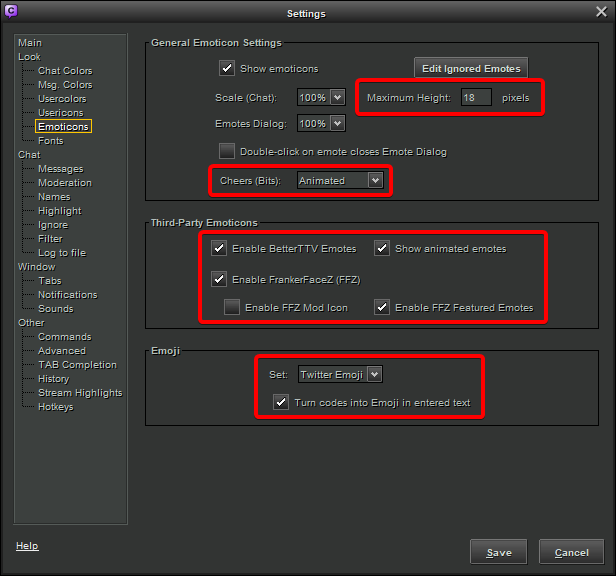 Settings
Main
Look
Chat Colors
Msg. Colors
Usercolors
Usericons
Emoticons
Fonts
Chat
Messages
Moderation
Names
Highlight
Ignore
Filter
Log to file
Window
Tabs
Notifications
Sounds
Other
Commands
Advanced
TAB Completion
History
Stream Highlights
Hotkeys
Help
General Emoticon Settings
Show emoticons Edit Ignored Emotes
Scale (Chat): 100% Maximum Height: 18 pixels
Emotes Dialog: 100%
Double-click on emote closes Emote Dialog
Cheers (Bits): Animated
Third-Party Emoticons
Enable BetterTTV Emotes Show animated emotes
Enable FrankerFaceZ (FFZ)
Enable FFZ Mod Icon Enable FFZ Featured Emotes
Emoji
Set: Twitter Emoji
Turn codes into Emoji in entered text
Save Cancel